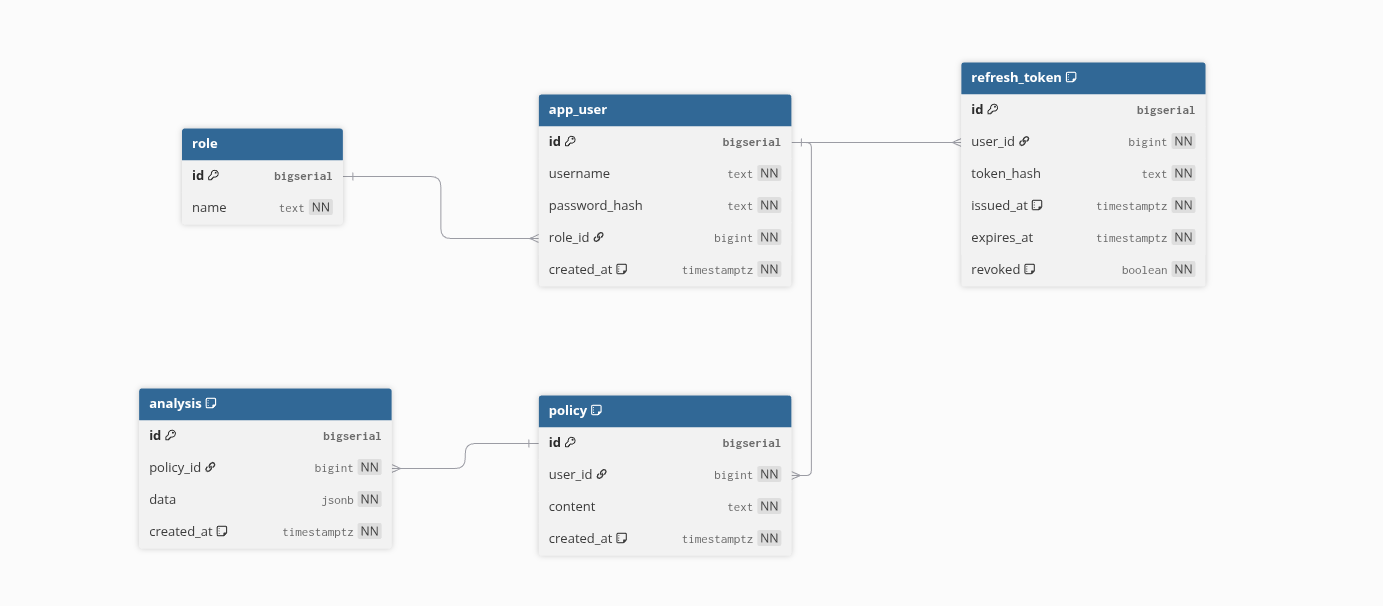 role
id bigserial
name text NN
app_user
id bigserial
username text NN
password_hash text NN
role_id bigint NN
created_at timestamptz NN
refresh_token
id bigserial
user_id bigint NN
token_hash text NN
issued_at timestamptz NN
expires_at timestamptz NN
revoked boolean NN
analysis
id bigserial
policy_id bigint NN
data jsonb NN
created_at timestamptz NN
policy
id bigserial
user_id bigint NN
content text NN
created_at timestamptz NN